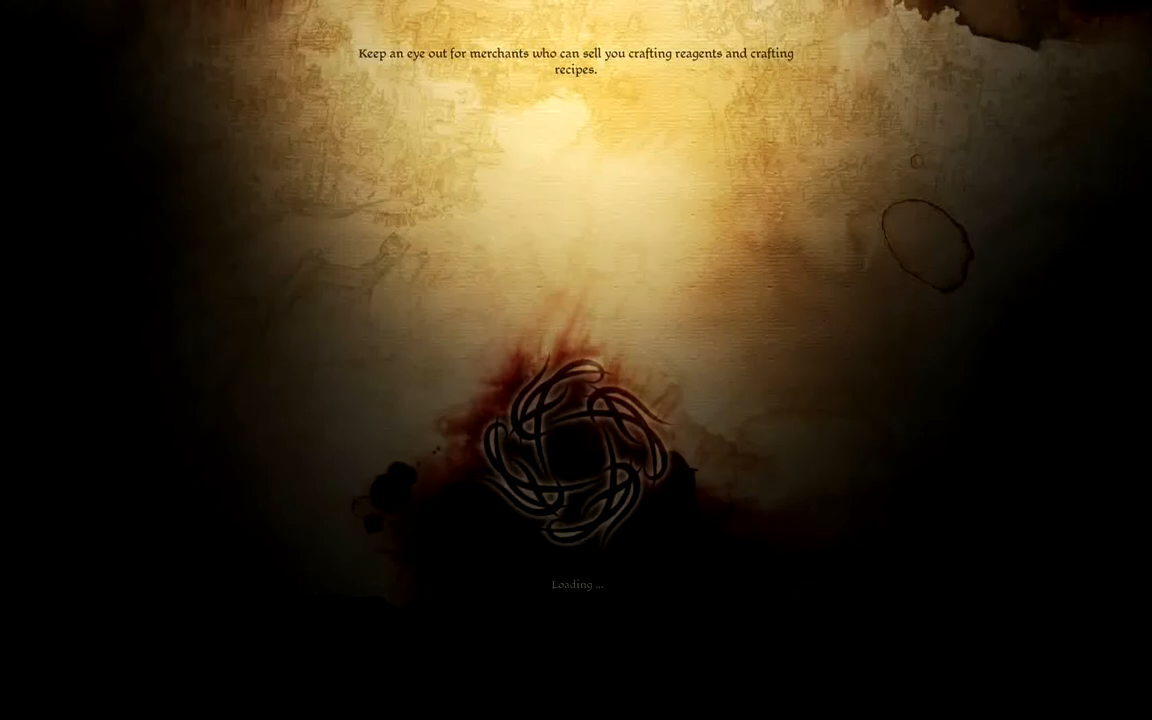 Keep an eye out for merchants who can sell you crafting reagents and crafting
recipes.
Loading ...